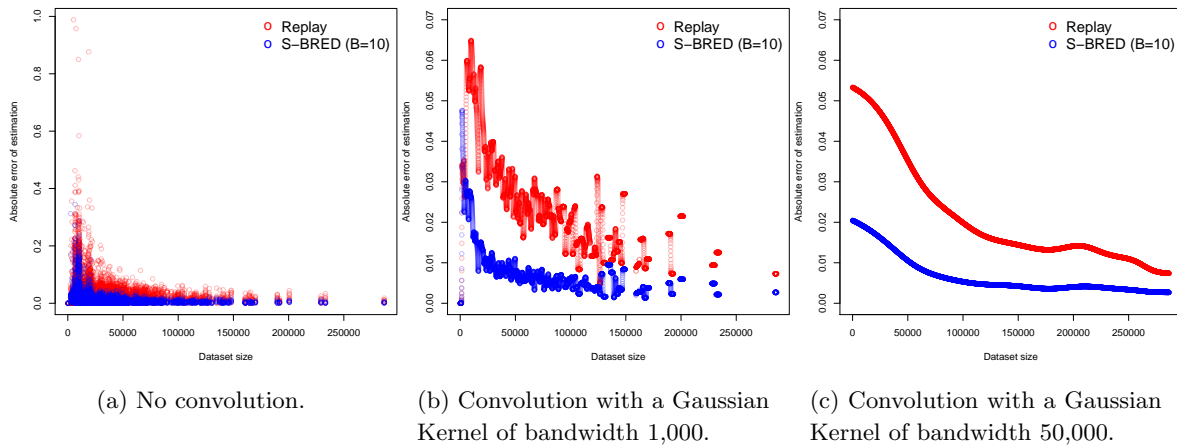 Absolute error of estimation
1.0
0.8
0.6
0.4
0.2
0.0
0 50000 100000 150000 200000 250000
Dataset size
Replay
S−BRED (B=10)
(a) No convolution.
Absolute error of estimation
0.07
0.06
0.05
0.04
0.03
0.02
0.01
0.00
0 50000 100000 150000 200000 250000
Dataset size
Replay
S−BRED (B=10)
(b) Convolution with a Gaussian
Kernel of bandwidth 1,000.
Absolute error of estimation
0.07
0.06
0.05
0.04
0.03
0.02
0.01
0.00
0 50000 100000 150000 200000 250000
Dataset size
Replay
S−BRED (B=10)
(c) Convolution with a Gaussian
Kernel of bandwidth 50,000.